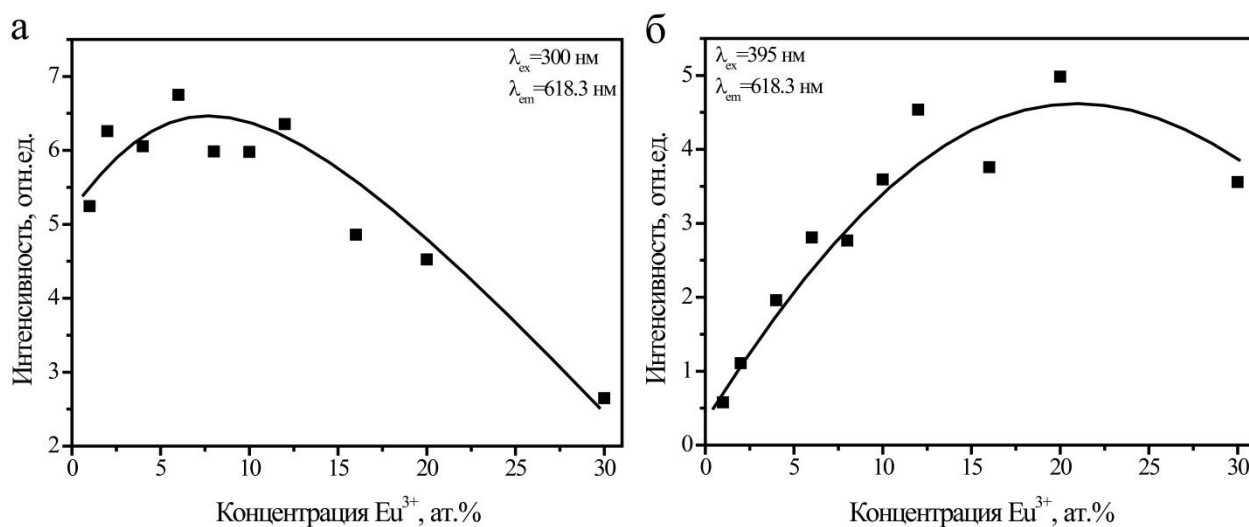 а
λex=300 нм
λem=618.3 нм
7
6
5
4
3
2
0 5 10 15 20 25 30
Интенсивность, отн.ед.
Концентрация Eu³⁺, ат.%
б
λex=395 нм
λem=618.3 нм
5
4
3
2
1
0
0 5 10 15 20 25 30
Интенсивность, отн.ед.
Концентрация Eu³⁺, ат.%